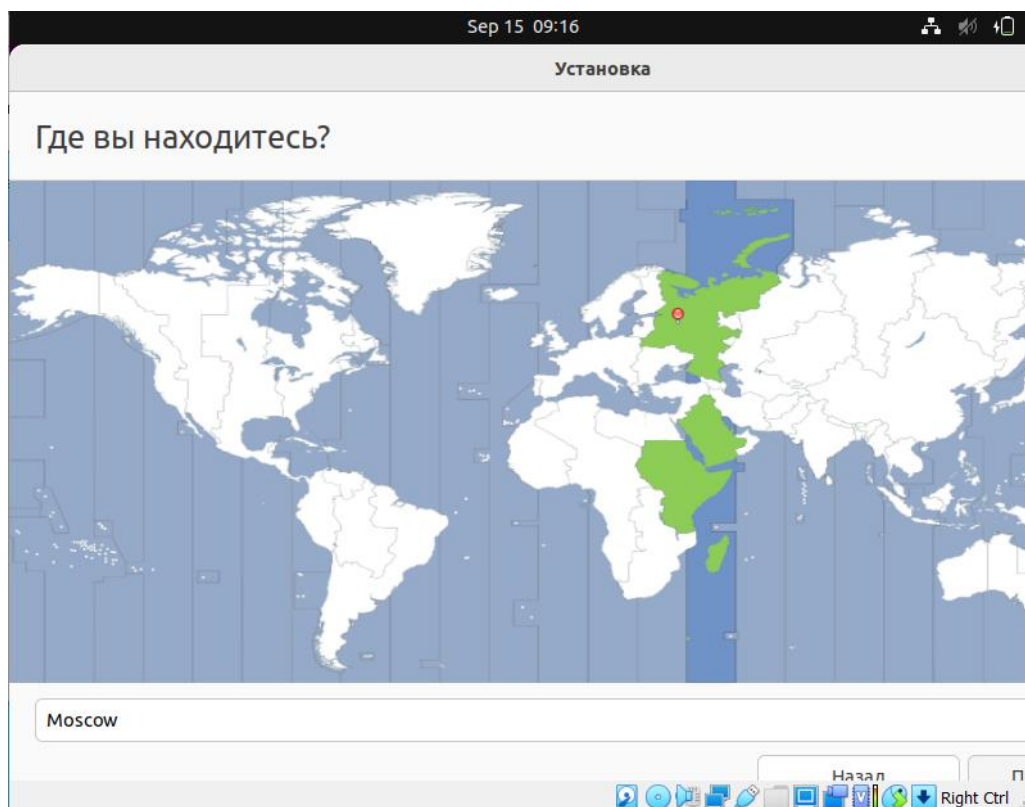 Sep 15 09:16
Установка
Где вы находитесь?
Moscow
Назад
Right Ctrl